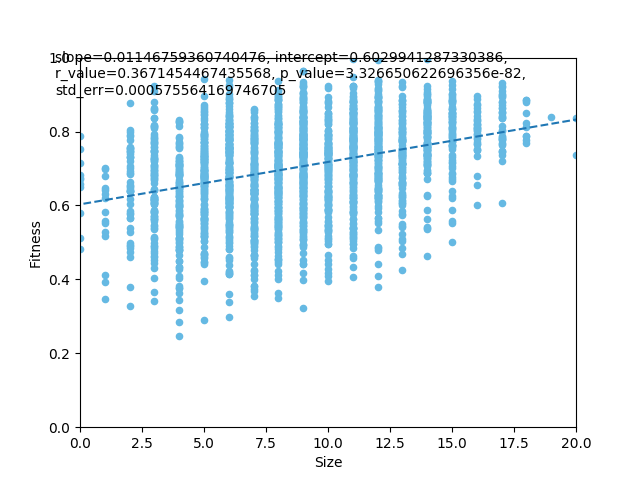 slope=0.01146759360740476, intercept=0.6029941287330386,
r_value=0.3671454467435568, p_value=3.326650622696356e-82,
std_err=0.0005755641697467​05
1.0
0.8
0.6
0.4
0.2
0.0
Fitness
0.0 2.5 5.0 7.5 10.0 12.5 15.0 17.5 20.0
Size